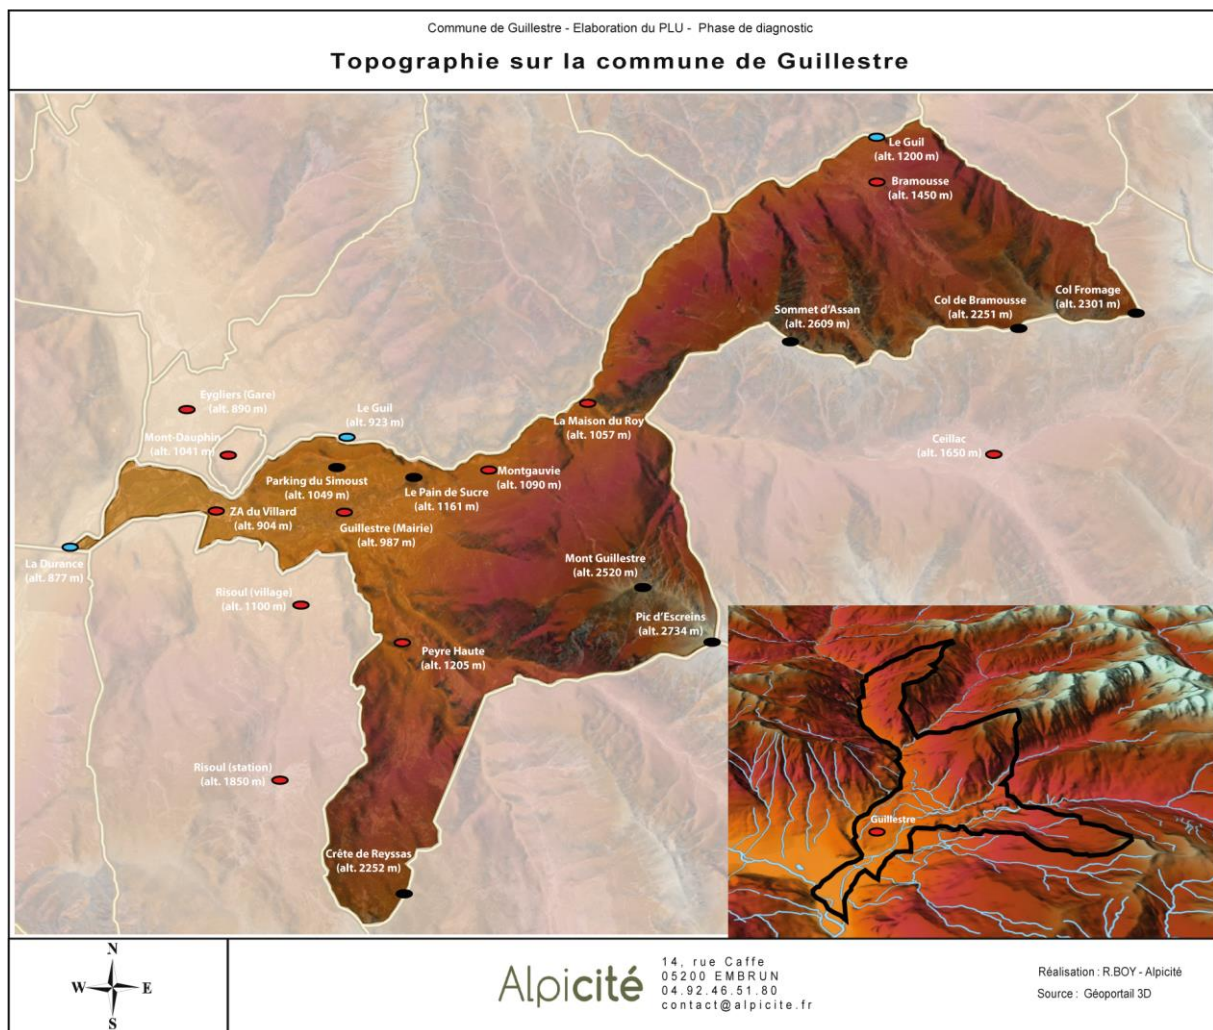 Commune de Guillestre - Elaboration du PLU - Phase de diagnostic
Topographie sur la commune de Guillestre
Le Guil
(alt. 1200 m)
Bramousse
(alt. 1450 m)
Col Fromage
(alt. 2301 m)
Col de Bramousse
(alt. 2251 m)
Sommet d'Assan
(alt. 2609 m)
Eygliers (Gare)
(alt. 890 m)
Le Guil
(alt. 923 m)
La Maison du Roy
(alt. 1057 m)
Mont-Dauphin
(alt. 1041 m)
Ceillac
(alt. 1650 m)
Montgauvie
(alt. 1090 m)
Parking du Simoust
(alt. 1049 m)
Le Pain de Sucre
(alt. 1161 m)
ZA du Villard
(alt. 904 m)
Guillestre (Mairie)
(alt. 987 m)
La Durance
(alt. 877 m)
Mont Guillestre
(alt. 2520 m)
Risoul (village)
(alt. 1100 m)
Pic d'Escreins
(alt. 2734 m)
Peyre Haute
(alt. 1205 m)
Risoul (station)
(alt. 1850 m)
Guillestre
Crête de Reyssas
(alt. 2252 m)
N
W E
S
Alpicité
14, rue Caffe
05200 EMBRUN
04.92.46.51.80
contact@alpicite.fr
Réalisation : R.BOY - Alpicité
Source : Géoportail 3D